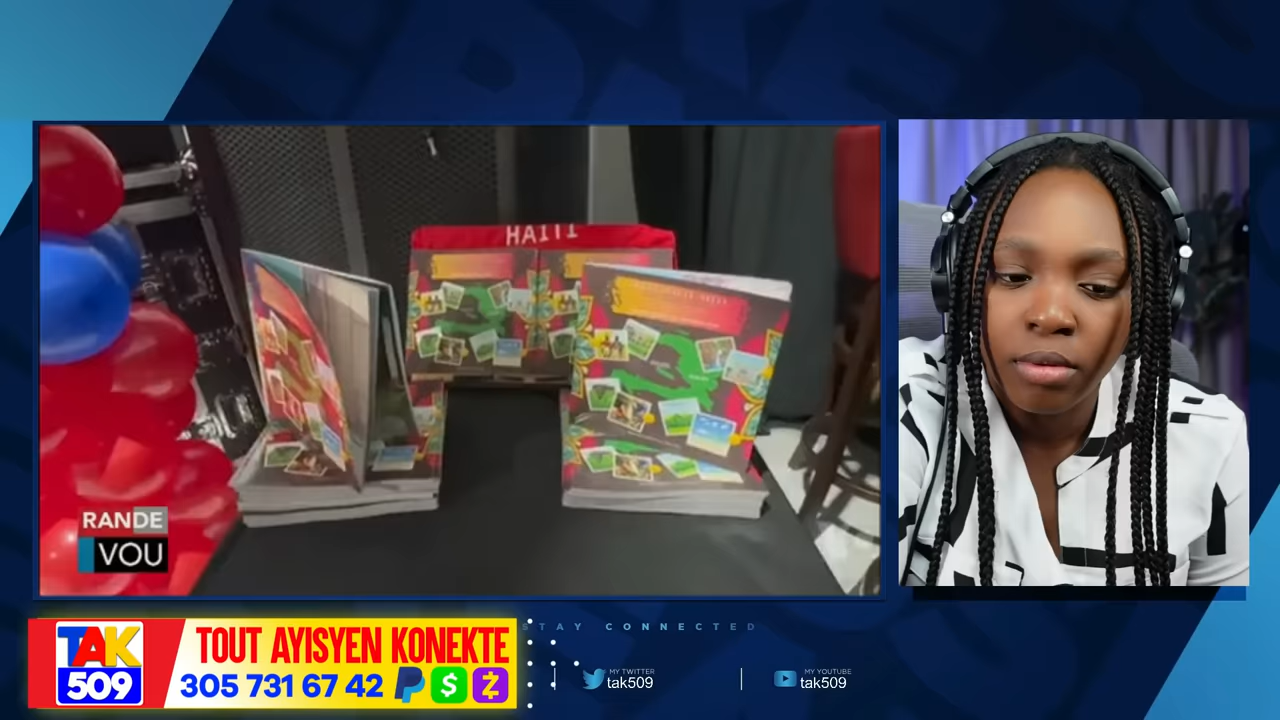 HAITI
RANDE
VOU
TAK
509
TOUT AYISYEN KONEKTE
305 731 67 42
STAY CONNECTED
MY TWITTER
tak509
MY YOUTUBE
tak509